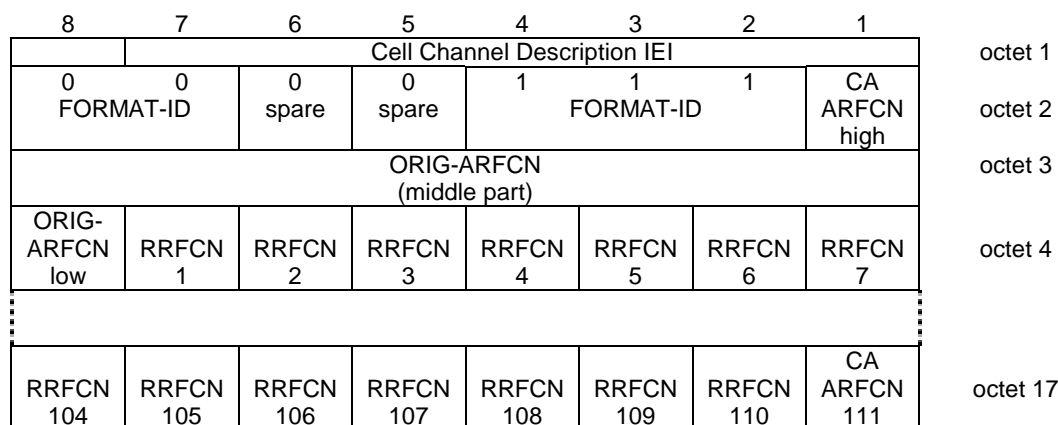 8 7 6 5 4 3 2 1
Cell Channel Description IEI octet 1
0 0 0 0 1 1 1 CA
FORMAT-ID spare spare FORMAT-ID ARFCN octet 2
high
ORIG-ARFCN octet 3
(middle part)
ORIG-
ARFCN RRFCN RRFCN RRFCN RRFCN RRFCN RRFCN RRFCN octet 4
low 1 2 3 4 5 6 7
CA
RRFCN RRFCN RRFCN RRFCN RRFCN RRFCN RRFCN ARFCN octet 17
104 105 106 107 108 109 110 111